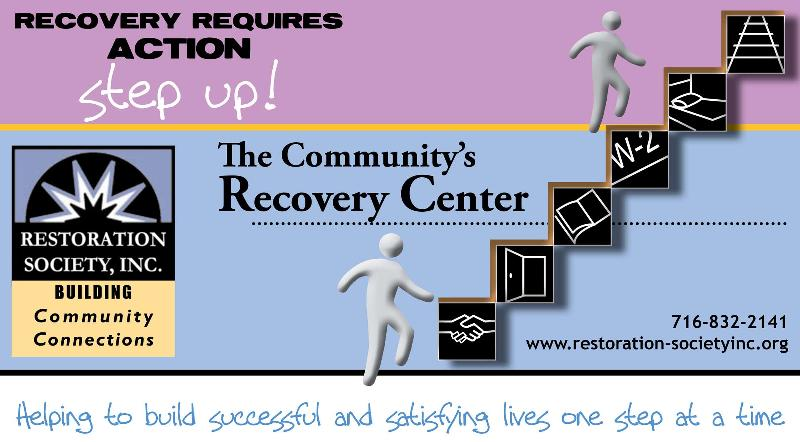 RECOVERY REQUIRES
ACTION
step up!
The Community's
Recovery Center
RESTORATION
SOCIETY, INC.
BUILDING
Community
Connections
W-2
716-832-2141
www.restoration-societyinc.org
Helping to build successful and satisfying lives one step at a time